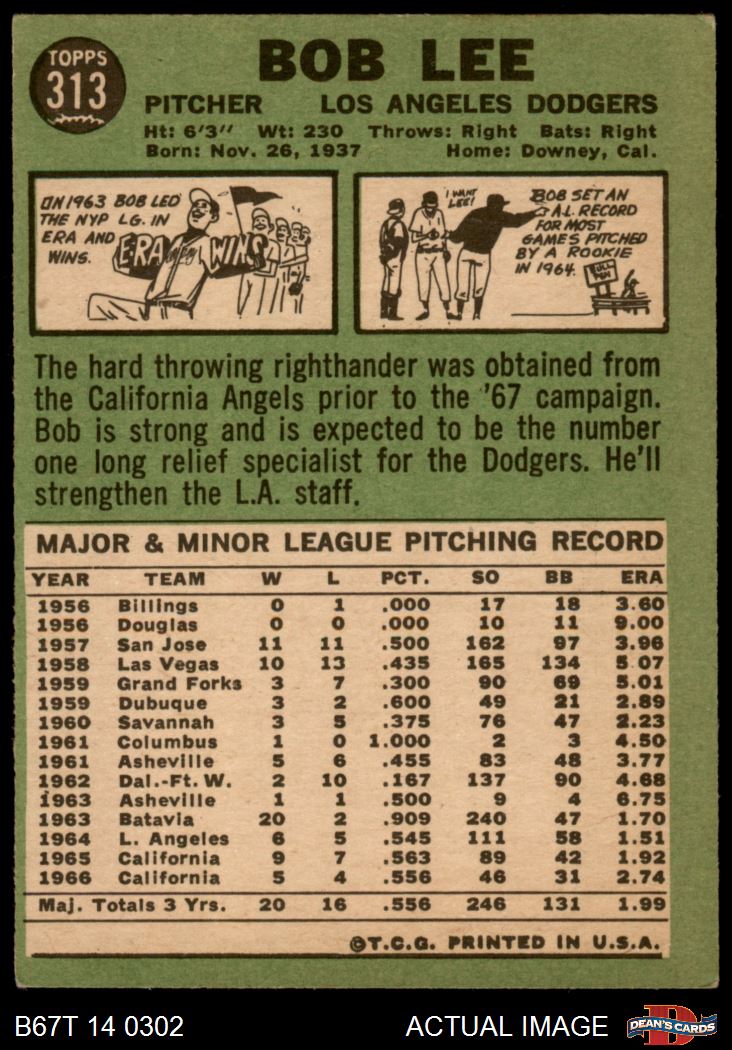 TOPPS
313
BOB LEE
PITCHER LOS ANGELES DODGERS
Ht: 6'3" Wt: 230 Throws: Right Bats: Right
Born: Nov. 26, 1937 Home: Downey, Cal.
IN 1963 BOB LED
THE NYP LG. IN
ERA AND
WINS.
ERA
WINS
I WANT
LEE!
BOB SET AN
A.L. RECORD
FOR MOST
GAMES PITCHED
BY A ROOKIE
IN 1964.
BULL
PEN
The hard throwing righthander was obtained from
the California Angels prior to the '67 campaign.
Bob is strong and is expected to be the number
one long relief specialist for the Dodgers. He'll
strengthen the L.A. staff.
MAJOR & MINOR LEAGUE PITCHING RECORD
YEAR TEAM W L PCT. SO BB ERA
1956 Billings 0 1 .000 17 18 3.60
1956 Douglas 0 0 .000 10 11 9.00
1957 San Jose 11 11 .500 162 97 3.96
1958 Las Vegas 10 13 .435 165 134 5.07
1959 Grand Forks 3 7 .300 90 69 5.01
1959 Dubuque 3 2 .600 49 21 2.89
1960 Savannah 3 5 .375 76 47 2.23
1961 Columbus 1 0 1.000 2 3 4.50
1961 Asheville 5 6 .455 83 48 3.77
1962 Dal.-Ft. W. 2 10 .167 137 90 4.68
1963 Asheville 1 1 .500 9 4 6.75
1963 Batavia 20 2 .909 240 47 1.70
1964 L. Angeles 6 5 .545 111 58 1.51
1965 California 9 7 .563 89 42 1.92
1966 California 5 4 .556 46 31 2.74
Maj. Totals 3 Yrs. 20 16 .556 246 131 1.99
©T.C.G. PRINTED IN U.S.A.
B67T 14 0302 ACTUAL IMAGE
D
DEAN'S CARDS